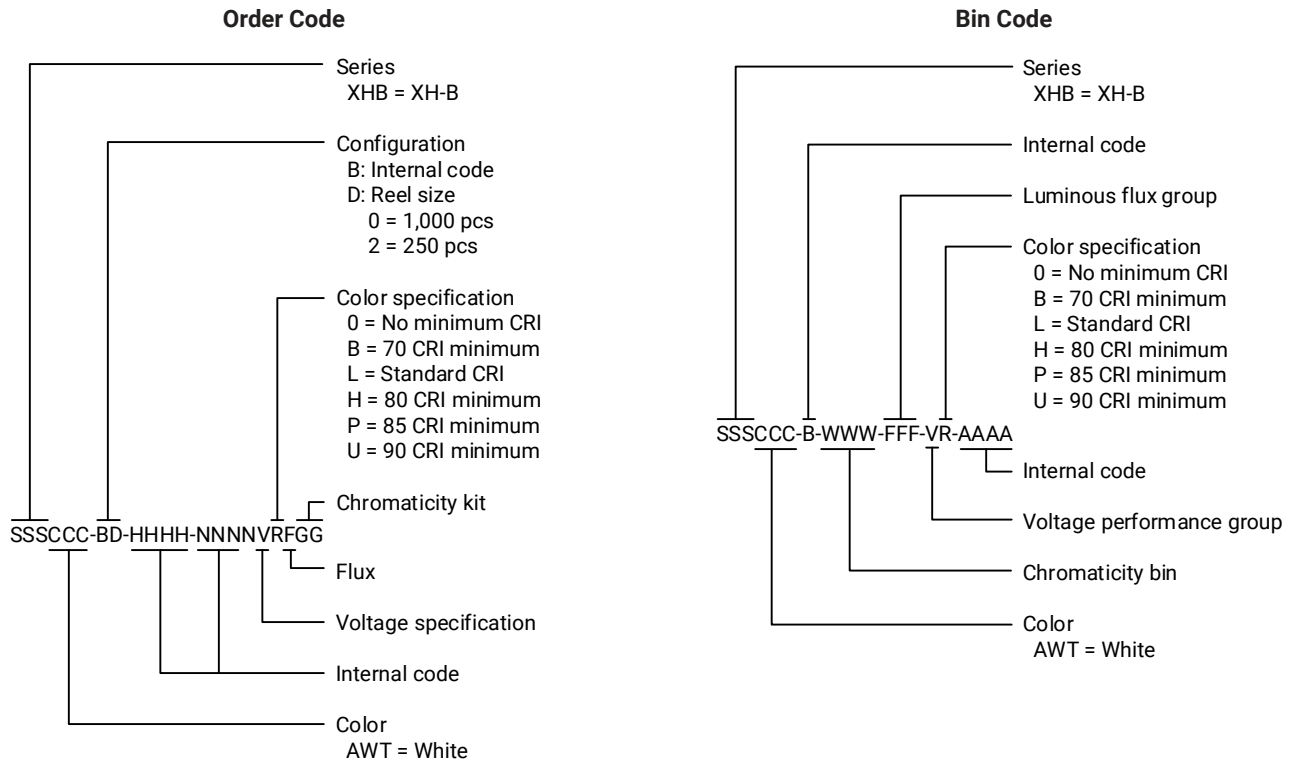 Order Code
Series
XHB = XH-B
Configuration
B: Internal code
D: Reel size
0 = 1,000 pcs
2 = 250 pcs
Color specification
0 = No minimum CRI
B = 70 CRI minimum
L = Standard CRI
H = 80 CRI minimum
P = 85 CRI minimum
U = 90 CRI minimum
Chromaticity kit
SSSCCC-BD-HHHH-NNNNVRFGG
Flux
Voltage specification
Internal code
Color
AWT = White
Bin Code
Series
XHB = XH-B
Internal code
Luminous flux group
Color specification
0 = No minimum CRI
B = 70 CRI minimum
L = Standard CRI
H = 80 CRI minimum
P = 85 CRI minimum
U = 90 CRI minimum
SSSCCC-B-WWW-FFF-VR-AAAA
Internal code
Voltage performance group
Chromaticity bin
Color
AWT = White